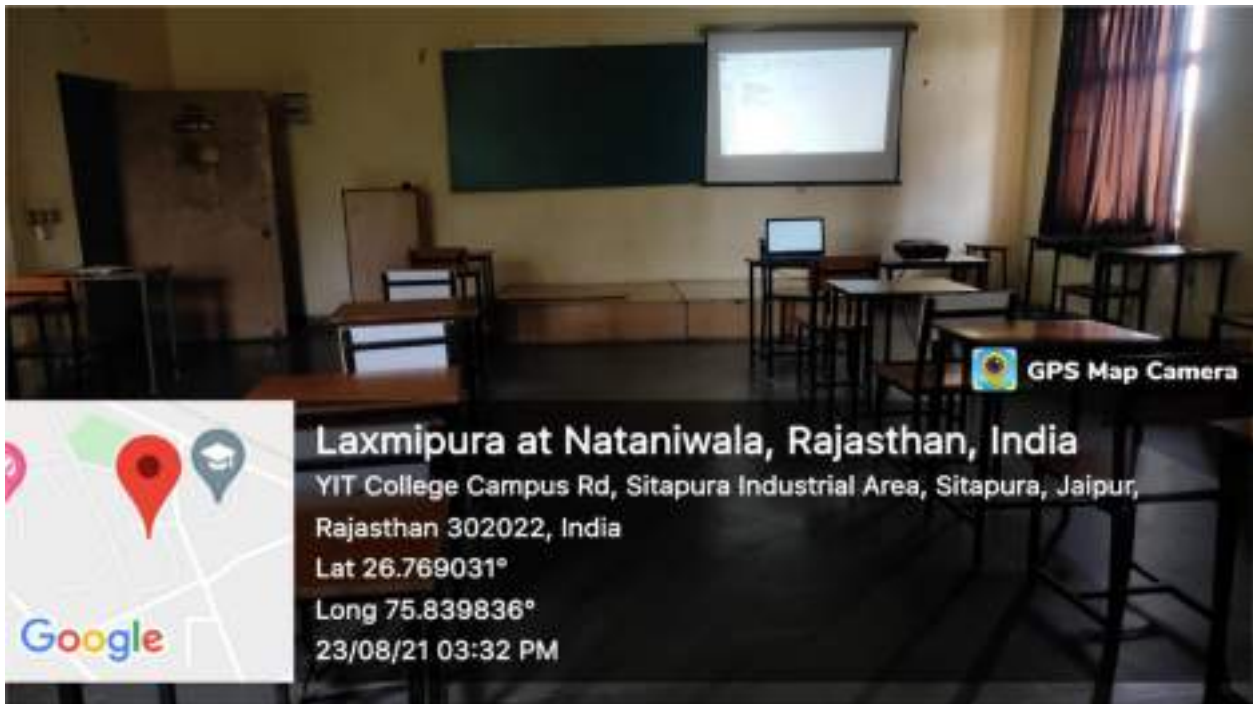 GPS Map Camera
Laxmipura at Nataniwala, Rajasthan, India
YIT College Campus Rd, Sitapura Industrial Area, Sitapura, Jaipur,
Rajasthan 302022, India
Lat 26.769031°
Long 75.839836°
23/08/21 03:32 PM
Google